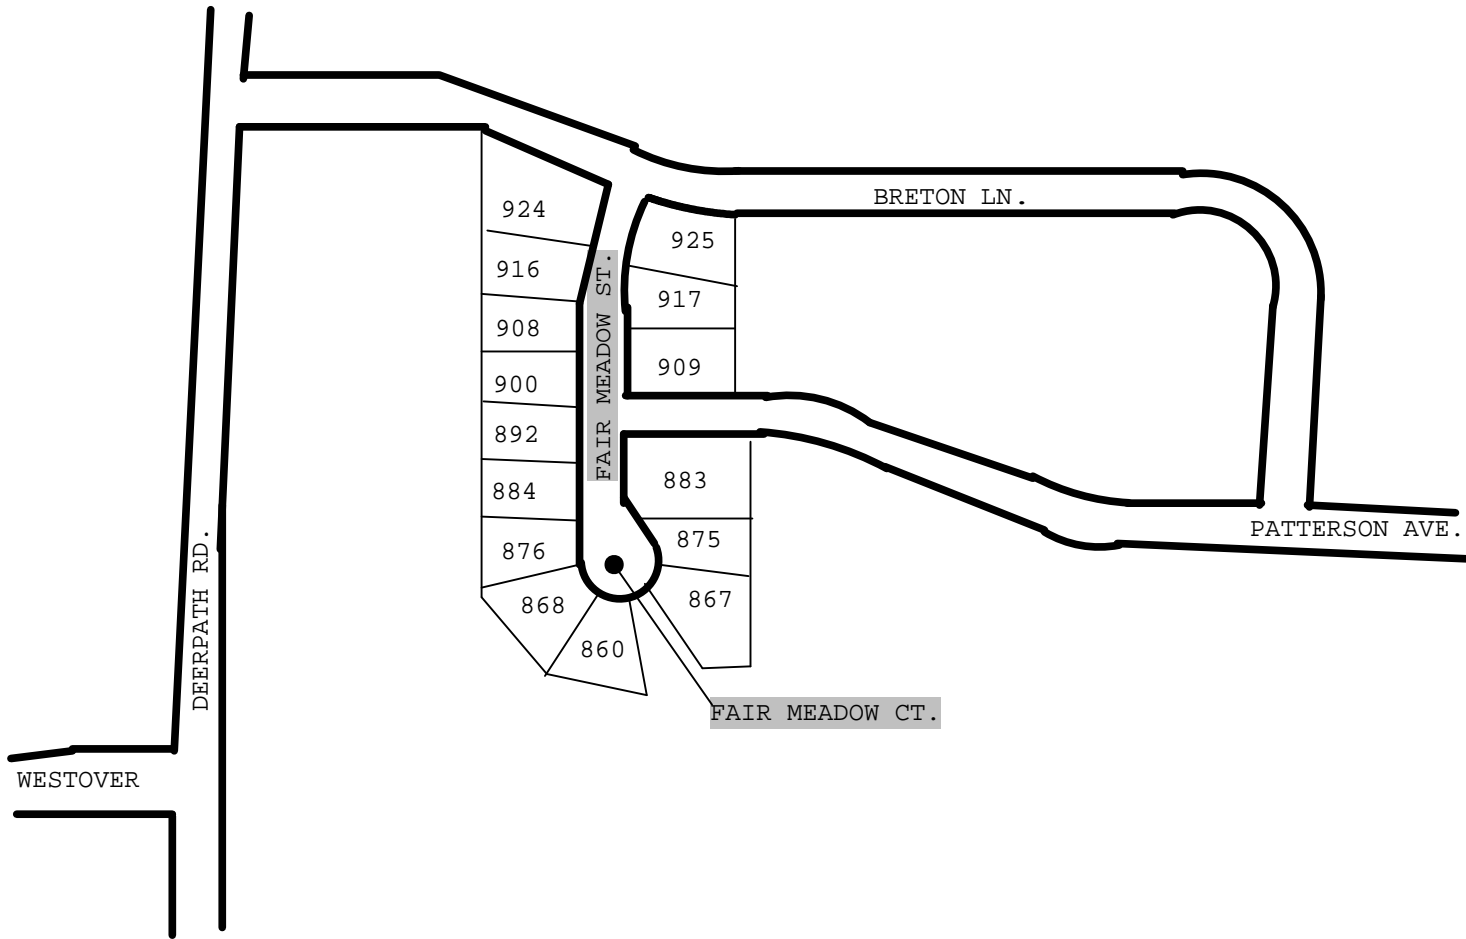 BRETON LN.
924
925
916
917
908
909
900
892
884
883
876
875
868
867
860
FAIR MEADOW ST.
FAIR MEADOW CT.
PATTERSON AVE.
DEERPATH RD.
WESTOVER